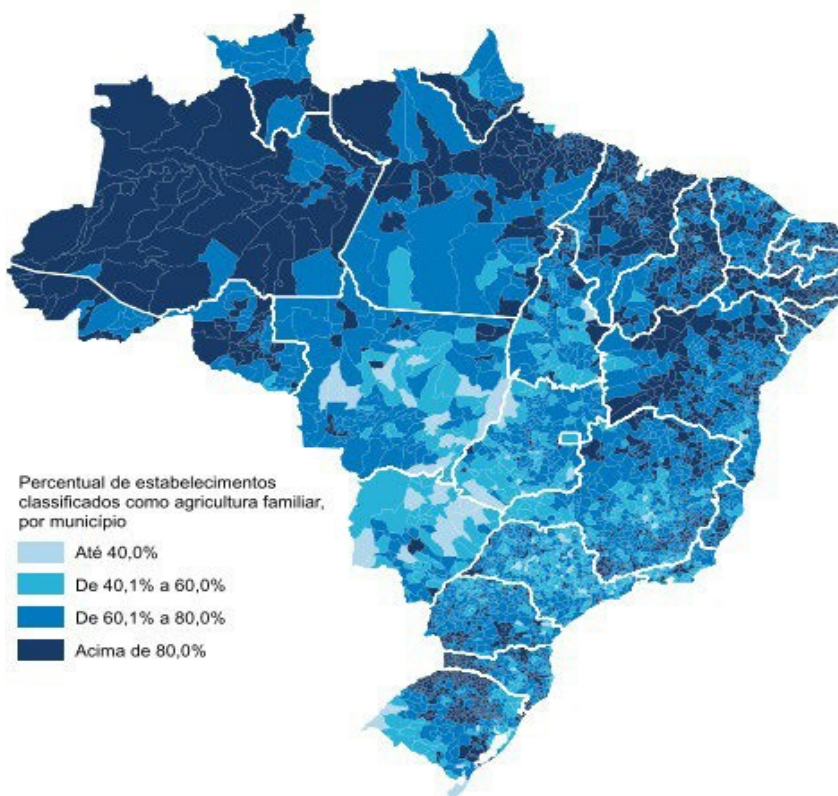 Percentual de estabelecimentos
classificados como agricultura familiar,
por município
Até 40,0%
De 40,1% a 60,0%
De 60,1% a 80,0%
Acima de 80,0%